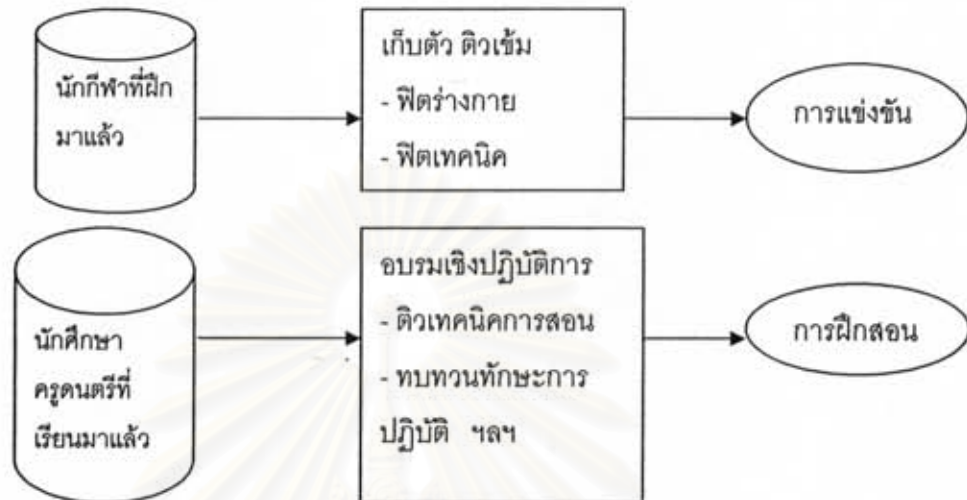 นักกีฬาที่ฝึก
มาแล้ว
เก็บตัว ติวเข้ม
- ฟิตร่างกาย
- ฟิตเทคนิค
การแข่งขัน
นักศึกษา
ครูดนตรีที่
เรียนมาแล้ว
อบรมเชิงปฏิบัติการ
- ติวเทคนิคการสอน
- ทบทวนทักษะการ
ปฏิบัติ ฯลฯ
การฝึกสอน